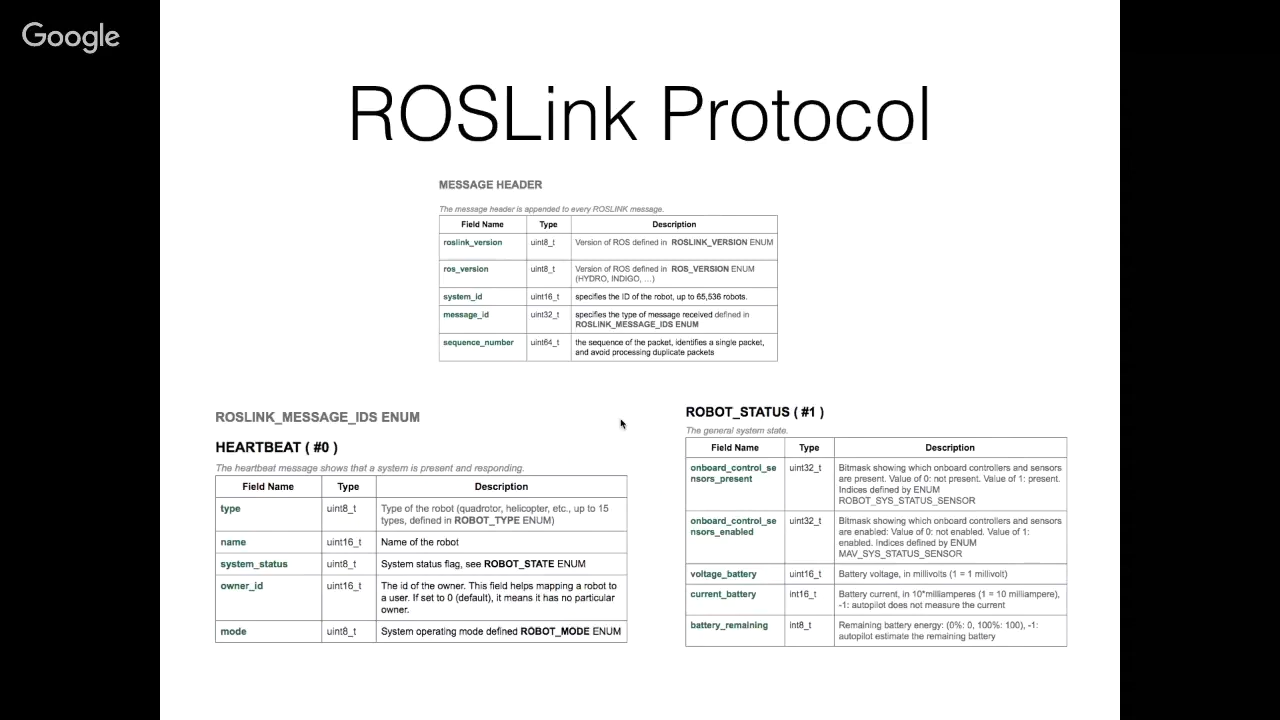 Google
ROSLink Protocol
MESSAGE HEADER
The message header is appended to every ROSLINK message.
Field Name Type Description
roslink_version uint8_t Version of ROS defined in ROSLINK_VERSION ENUM
ros_version uint8_t Version of ROS defined in ROS_VERSION ENUM
(HYDRO, INDIGO, ...)
system_id uint16_t specifies the ID of the robot, up to 65,536 robots.
message_id uint32_t specifies the type of message received defined in
ROSLINK_MESSAGE_IDS ENUM
sequence_number uint64_t the sequence of the packet, identifies a single packet,
and avoid processing duplicate packets
ROSLINK_MESSAGE_IDS ENUM
HEARTBEAT ( #0 )
The heartbeat message shows that a system is present and responding.
Field Name Type Description
type uint8_t Type of the robot (quadrotor, helicopter, etc., up to 15
types, defined in ROBOT_TYPE ENUM)
name uint16_t Name of the robot
system_status uint8_t System status flag, see ROBOT_STATE ENUM
owner_id uint16_t The id of the owner. This field helps mapping a robot to
a user. If set to 0 (default), it means it has no particular
owner.
mode uint8_t System operating mode defined ROBOT_MODE ENUM
ROBOT_STATUS ( #1 )
The general system state.
Field Name Type Description
onboard_control_se uint32_t Bitmask showing which onboard controllers and sensors
nsors_present are present. Value of 0: not present. Value of 1: present.
Indices defined by ENUM
ROBOT_SYS_STATUS_SENSOR
onboard_control_se uint32_t Bitmask showing which onboard controllers and sensors
nsors_enabled are enabled: Value of 0: not enabled. Value of 1:
enabled. Indices defined by ENUM
MAV_SYS_STATUS_SENSOR
voltage_battery uint16_t Battery voltage, in millivolts (1 = 1 millivolt)
current_battery int16_t Battery current, in 10*milliamperes (1 = 10 milliampere),
-1: autopilot does not measure the current
battery_remaining int8_t Remaining battery energy: (0%: 0, 100%: 100), -1:
autopilot estimate the remaining battery